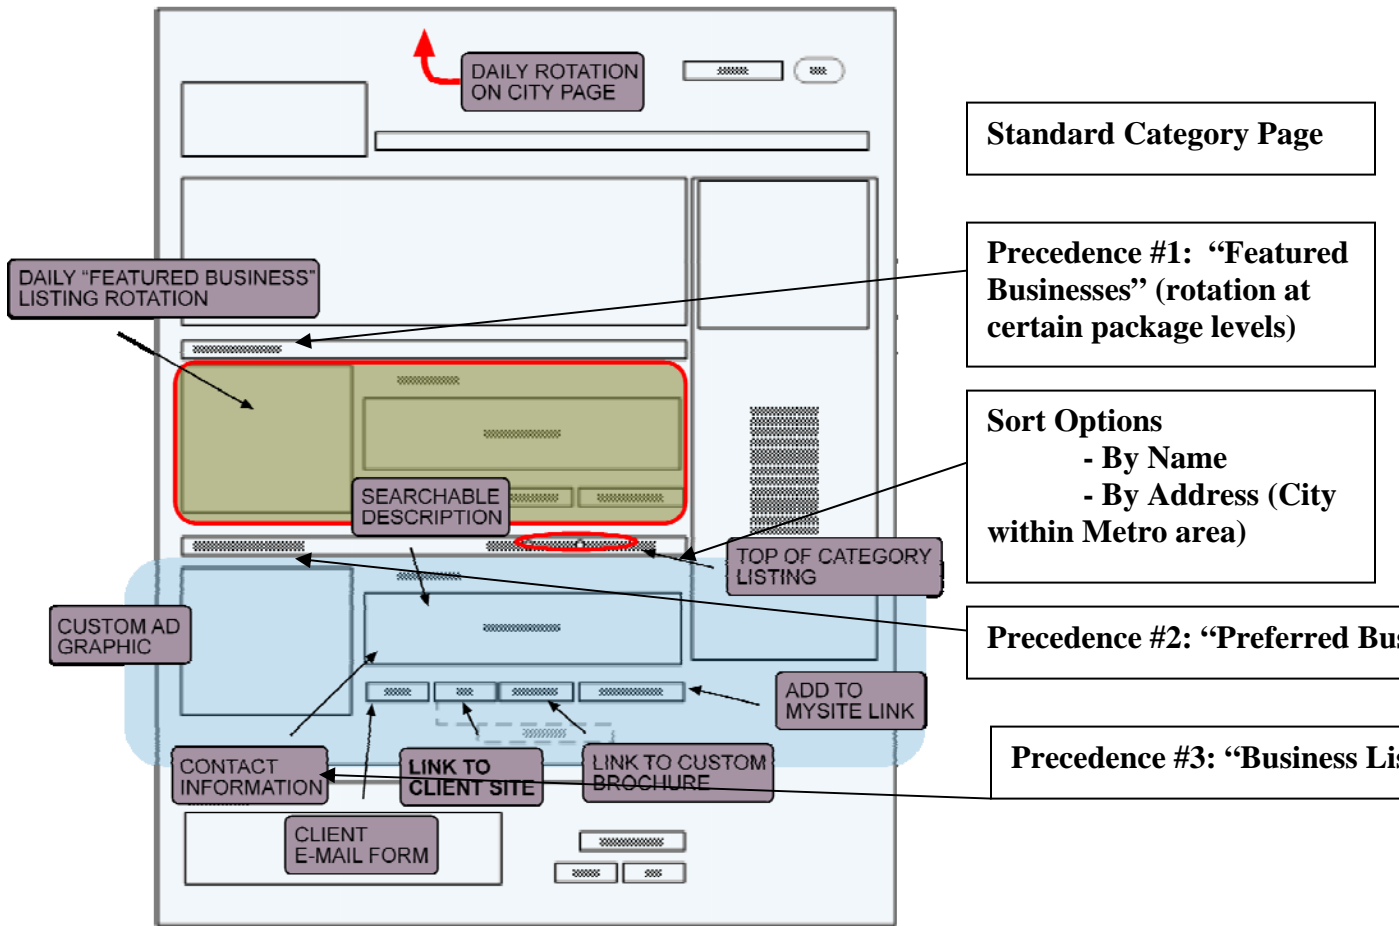 DAILY ROTATION
ON CITY PAGE
Standard Category Page
Precedence #1: “Featured
Businesses” (rotation at
certain package levels)
DAILY “FEATURED BUSINESS”
LISTING ROTATION
Sort Options
- By Name
- By Address (City
within Metro area)
SEARCHABLE
DESCRIPTION
TOP OF CATEGORY
LISTING
CUSTOM AD
GRAPHIC
Precedence #2: “Preferred Bus
ADD TO
MYSITE LINK
Precedence #3: “Business Lis
CONTACT
INFORMATION
LINK TO
CLIENT SITE
LINK TO CUSTOM
BROCHURE
CLIENT
E-MAIL FORM